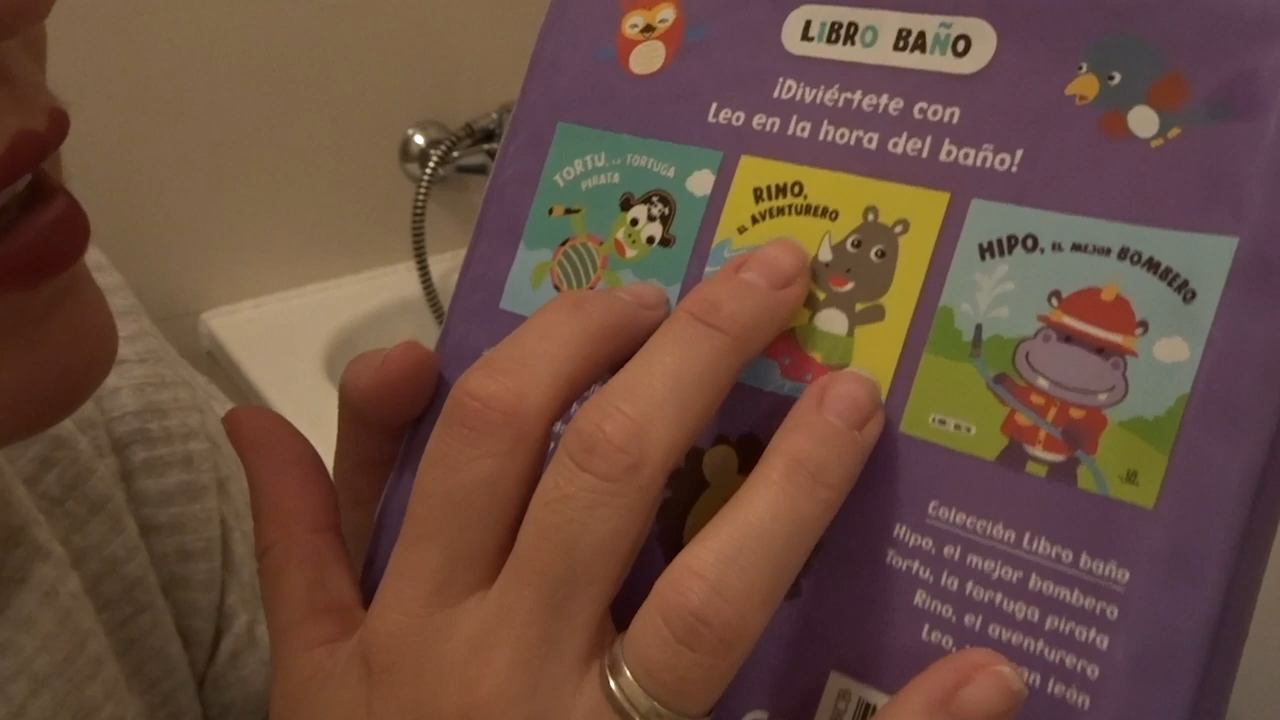 LiBRO BAÑO
¡Diviértete con
Leo en la hora del baño!
TORTU, LA TORTUGA
PIRATA
RINO,
EL AVENTURERO
HIPO, EL MEJOR BOMBERO
Colección Libro baño
Hipo, el mejor bombero
Tortu, la tortuga pirata
Rino, el aventurero
Leo, león